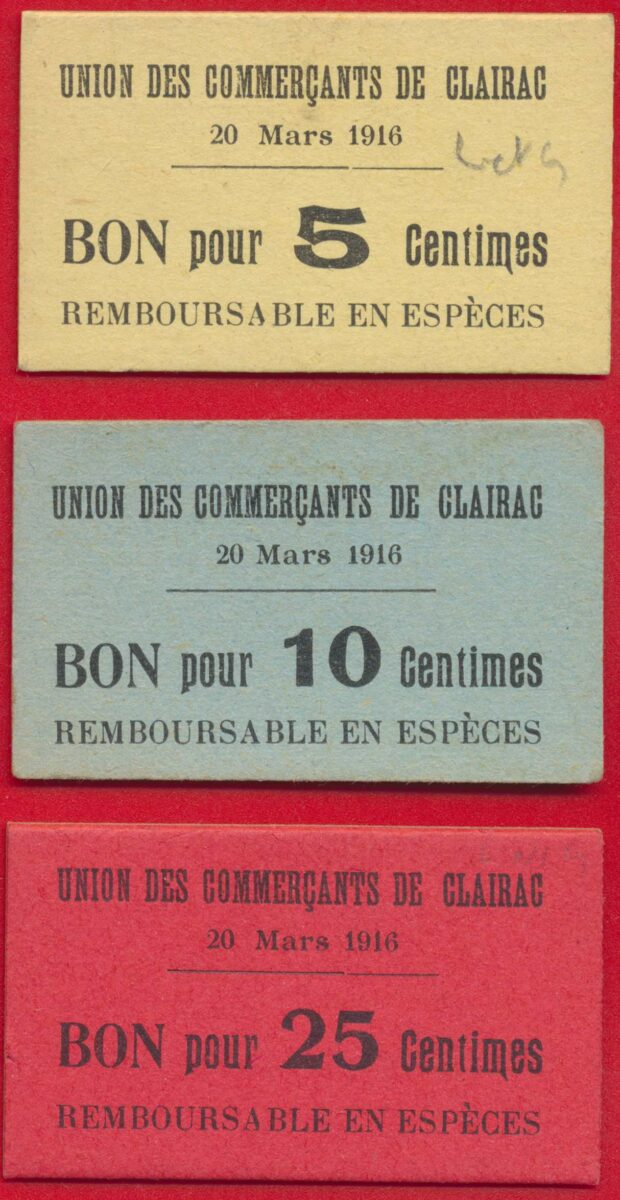 UNION DES COMMERÇANTS DE CLAIRAC
20 Mars 1916
BON pour 5 Centimes
REMBOURSABLE EN ESPÈCES
UNION DES COMMERÇANTS DE CLAIRAC
20 Mars 1916
BON pour 10 Centimes
REMBOURSABLE EN ESPÈCES
UNION DES COMMERÇANTS DE CLAIRAC
20 Mars 1916
BON pour 25 Centimes
REMBOURSABLE EN ESPÈCES